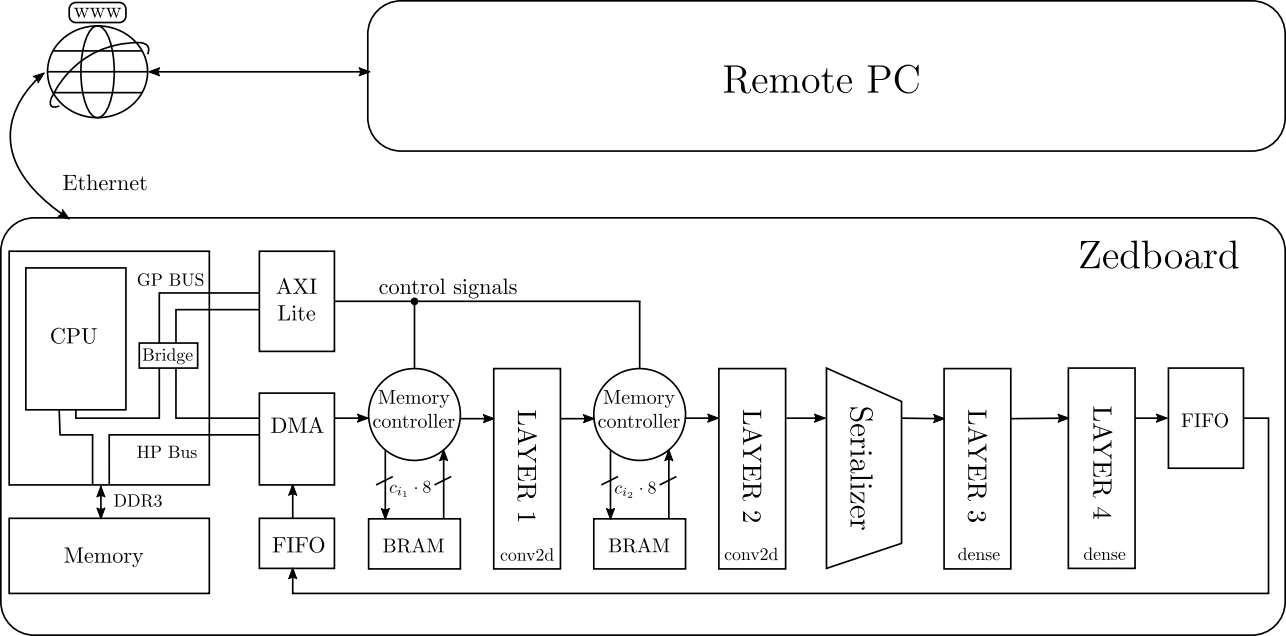 WWW
Remote PC
Ethernet
Zedboard
GP BUS
AXI
Lite
control signals
CPU
Bridge
Memory
controller
Memory
controller
DMA
HP Bus
DDR3
Memory
FIFO
c_{i_1} · 8
BRAM
LAYER 1
conv2d
c_{i_2} · 8
BRAM
LAYER 2
conv2d
Serializer
LAYER 3
dense
LAYER 4
dense
FIFO